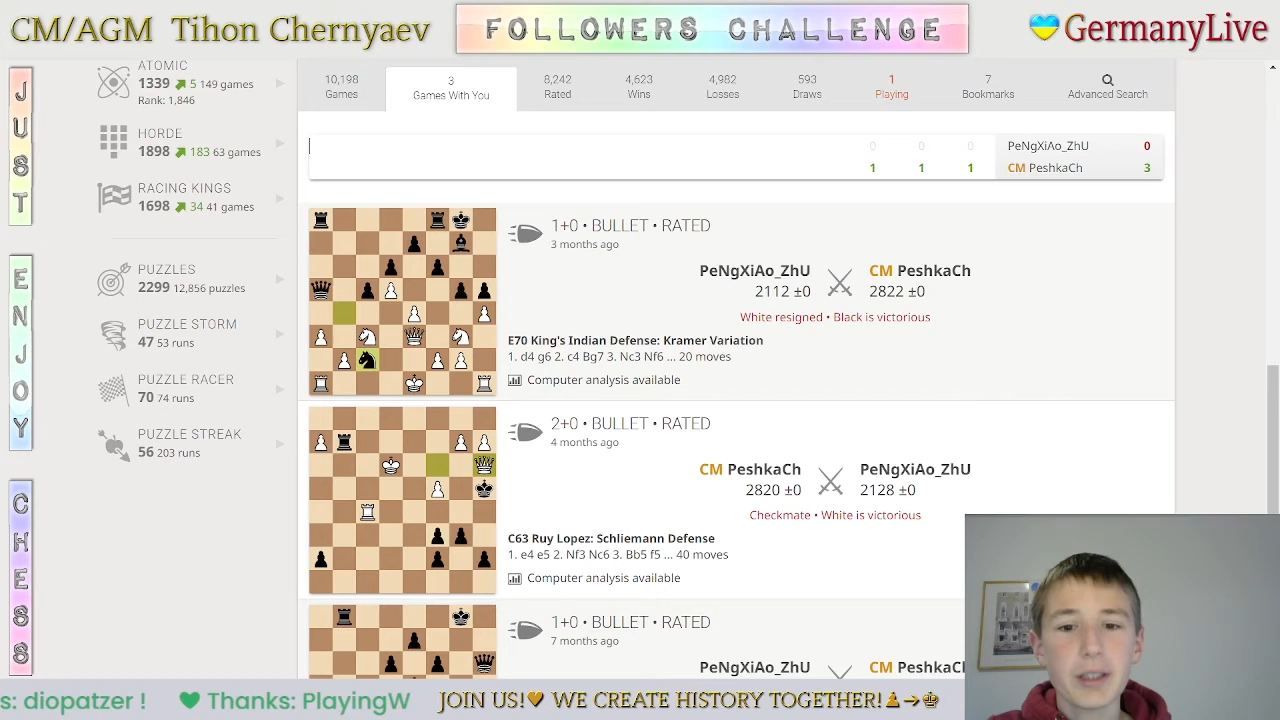 CM/AGM Tihon Chernyaev
FOLLOWERS CHALLENGE
GermanyLive
JUST
ENJOY
CHESS
ATOMIC
1339 5 149 games
Rank: 1,846
HORDE
1898 183 63 games
RACING KINGS
1698 34 41 games
PUZZLES
2299 12,856 puzzles
PUZZLE STORM
47 53 runs
PUZZLE RACER
70 74 runs
PUZZLE STREAK
56 203 runs
10,198
Games
3
Games With You
8,242
Rated
4,623
Wins
4,982
Losses
593
Draws
1
Playing
7
Bookmarks
Advanced Search
0 0 0 PeNgXiAo_ZhU 0
1 1 1 CM PeshkaCh 3
1+0 • BULLET • RATED
3 months ago
PeNgXiAo_ZhU CM PeshkaCh
2112 ±0 2822 ±0
White resigned • Black is victorious
E70 King's Indian Defense: Kramer Variation
1. d4 g6 2. c4 Bg7 3. Nc3 Nf6 ... 20 moves
Computer analysis available
2+0 • BULLET • RATED
4 months ago
CM PeshkaCh PeNgXiAo_ZhU
2820 ±0 2128 ±0
Checkmate • White is victorious
C63 Ruy Lopez: Schliemann Defense
1. e4 e5 2. Nf3 Nc6 3. Bb5 f5 ... 40 moves
Computer analysis available
1+0 • BULLET • RATED
7 months ago
PeNgXiAo_ZhU CM PeshkaCh
s: diopatzer ! Thanks: PlayingW
JOIN US! WE CREATE HISTORY TOGETHER!